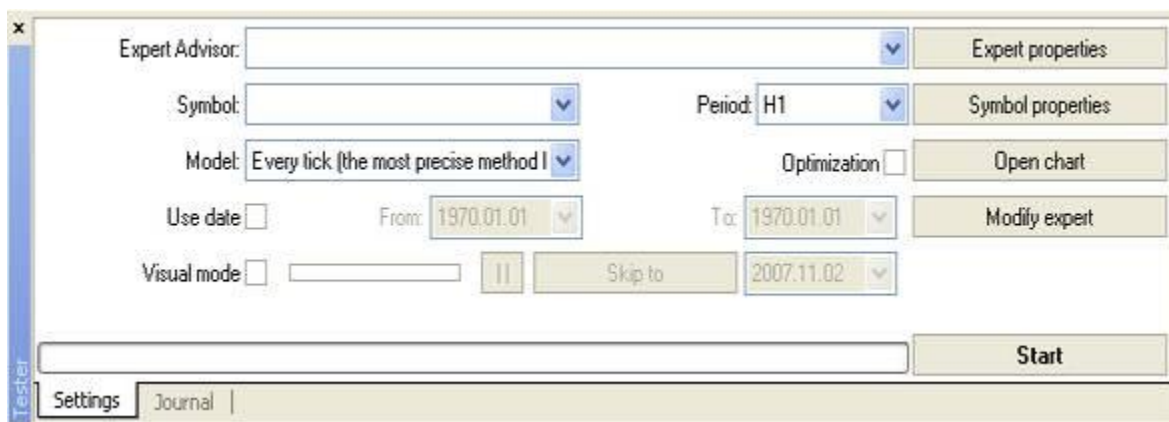 x
Expert Advisor: Expert properties
Symbol: Period: H1 Symbol properties
Model: Every tick (the most precise method l Optimization Open chart
Use date From: 1970.01.01 To: 1970.01.01 Modify expert
Visual mode || Skip to 2007.11.02
Start
Tester
Settings Journal